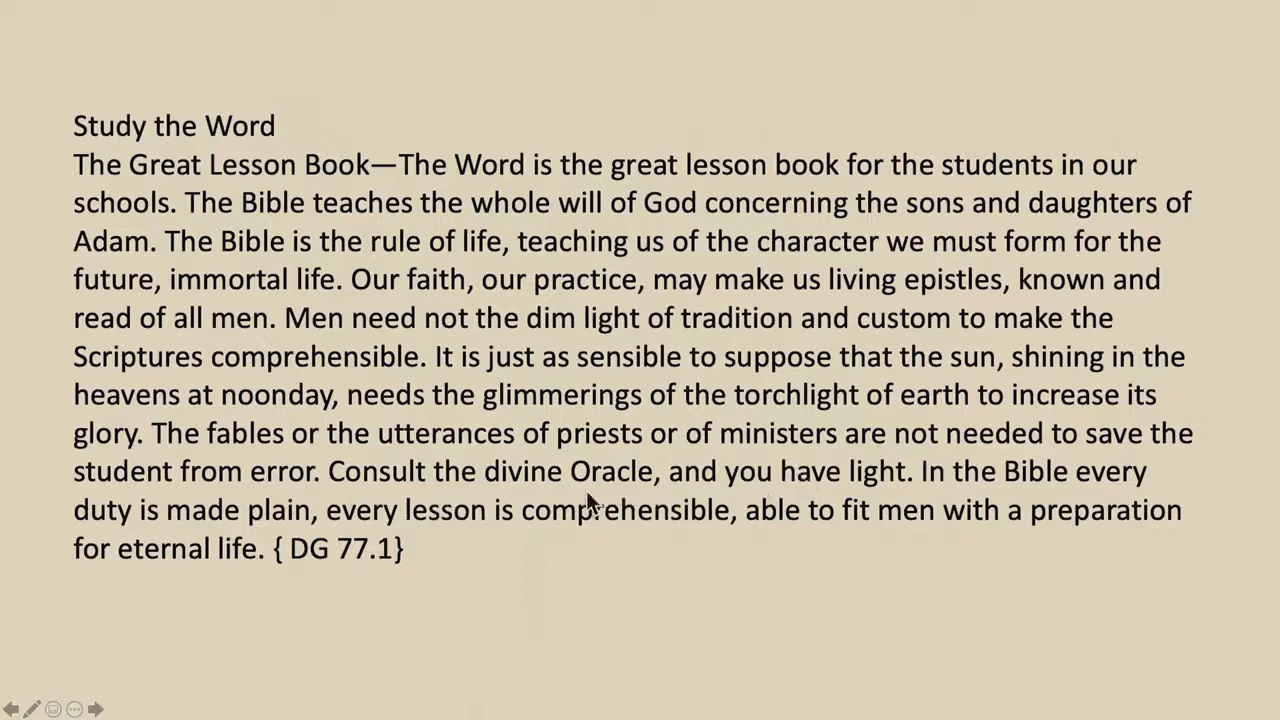 Study the Word
The Great Lesson Book—The Word is the great lesson book for the students in our
schools. The Bible teaches the whole will of God concerning the sons and daughters of
Adam. The Bible is the rule of life, teaching us of the character we must form for the
future, immortal life. Our faith, our practice, may make us living epistles, known and
read of all men. Men need not the dim light of tradition and custom to make the
Scriptures comprehensible. It is just as sensible to suppose that the sun, shining in the
heavens at noonday, needs the glimmerings of the torchlight of earth to increase its
glory. The fables or the utterances of priests or of ministers are not needed to save the
student from error. Consult the divine Oracle, and you have light. In the Bible every
duty is made plain, every lesson is comprehensible, able to fit men with a preparation
for eternal life. { DG 77.1}